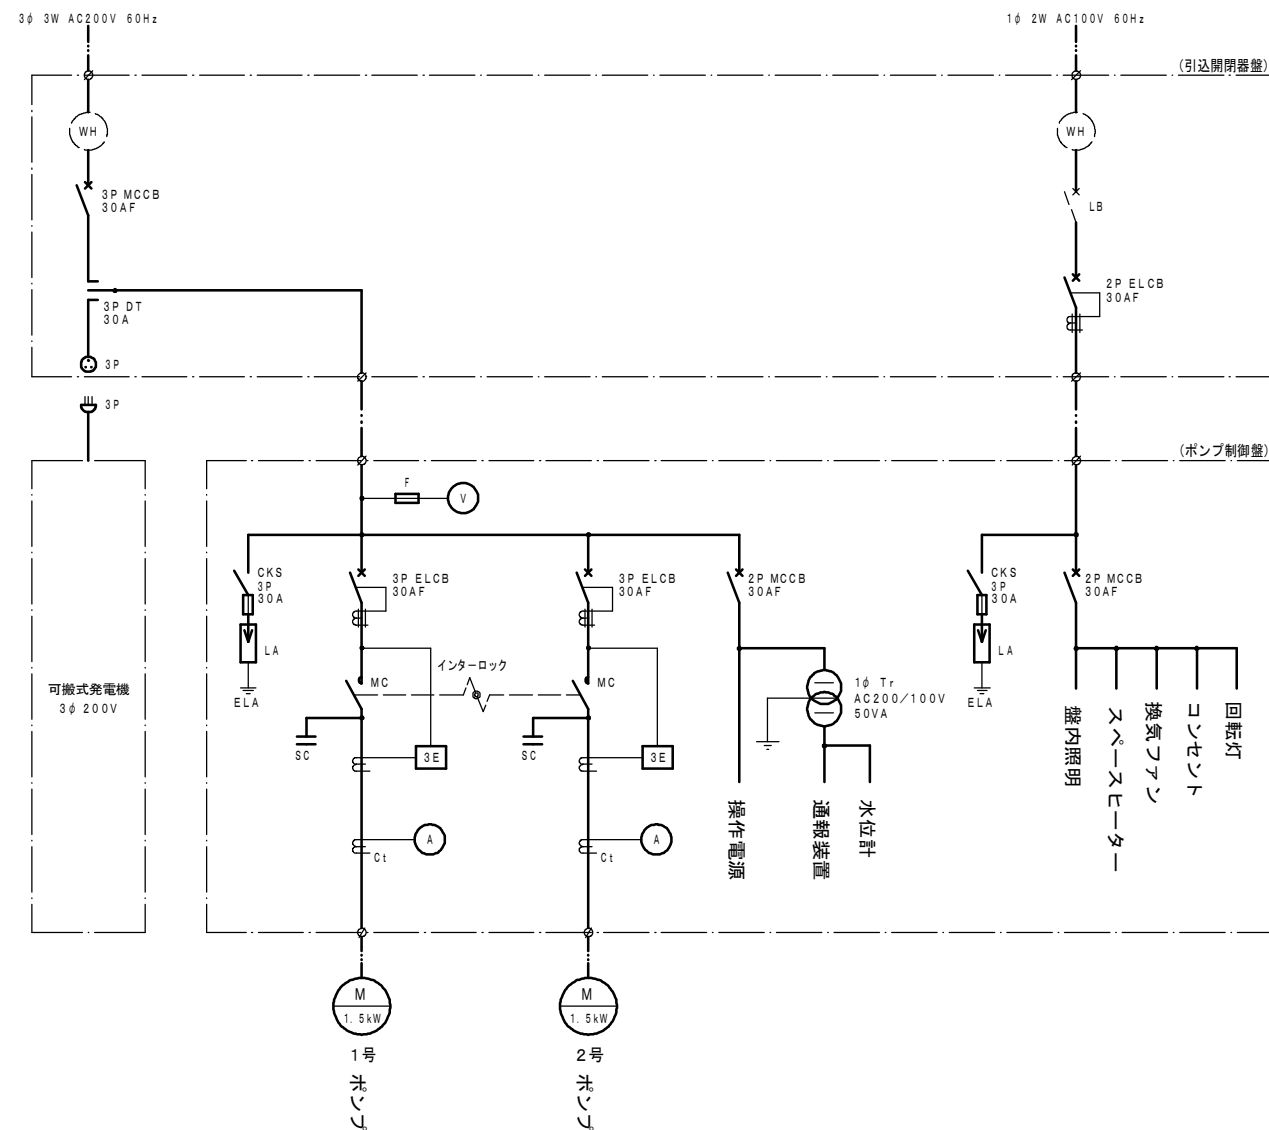 3φ 3W AC200V 60Hz
1φ 2W AC100V 60Hz
(引込開閉器盤)
WH
WH
3P MCCB
30AF
LB
2P ELCB
30AF
3P DT
30A
3P
3P
(ポンプ制御盤)
F
V
CKS
3P
30A
3P ELCB
30AF
3P ELCB
30AF
2P MCCB
30AF
CKS
3P
30A
2P MCCB
30AF
LA
LA
インターロック
可搬式発電機
3φ 200V
ELA
MC
MC
1φ Tr
AC200/100V
50VA
ELA
SC
SC
3E
3E
盤内照明
スペースヒーター
換気ファン
コンセント
回転灯
A
A
Ct
Ct
操作電源
通報装置
水位計
M
1.5kW
M
1.5kW
1号
ポンプ
2号
ポンプ